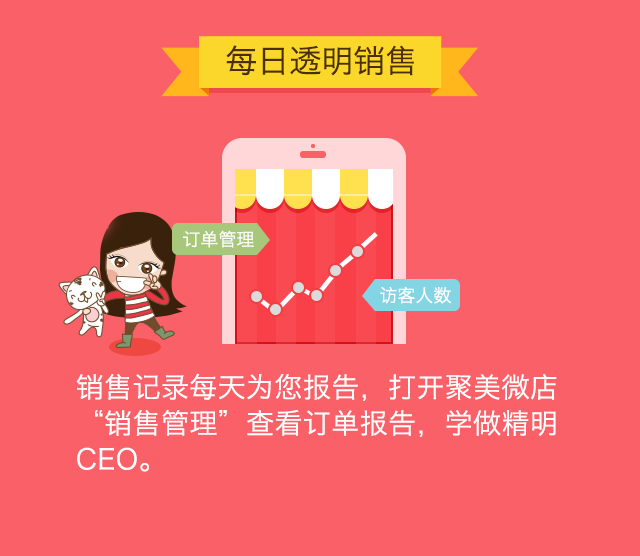 每日透明销售
订单管理
访客人数
销售记录每天为您报告，打开聚美微店
“销售管理”查看订单报告，学做精明
CEO。